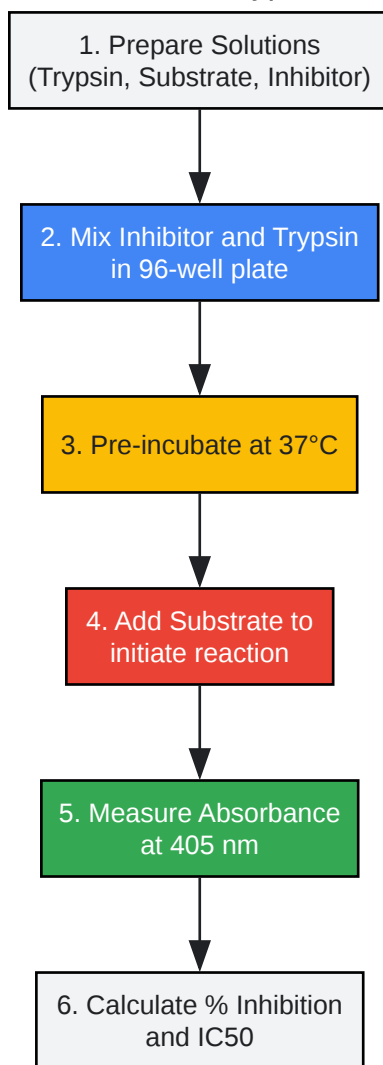 1. Prepare Solutions
(Trypsin, Substrate, Inhibitor)
2. Mix Inhibitor and Trypsin
in 96-well plate
3. Pre-incubate at 37°C
4. Add Substrate to
initiate reaction
5. Measure Absorbance
at 405 nm
6. Calculate % Inhibition
and IC50